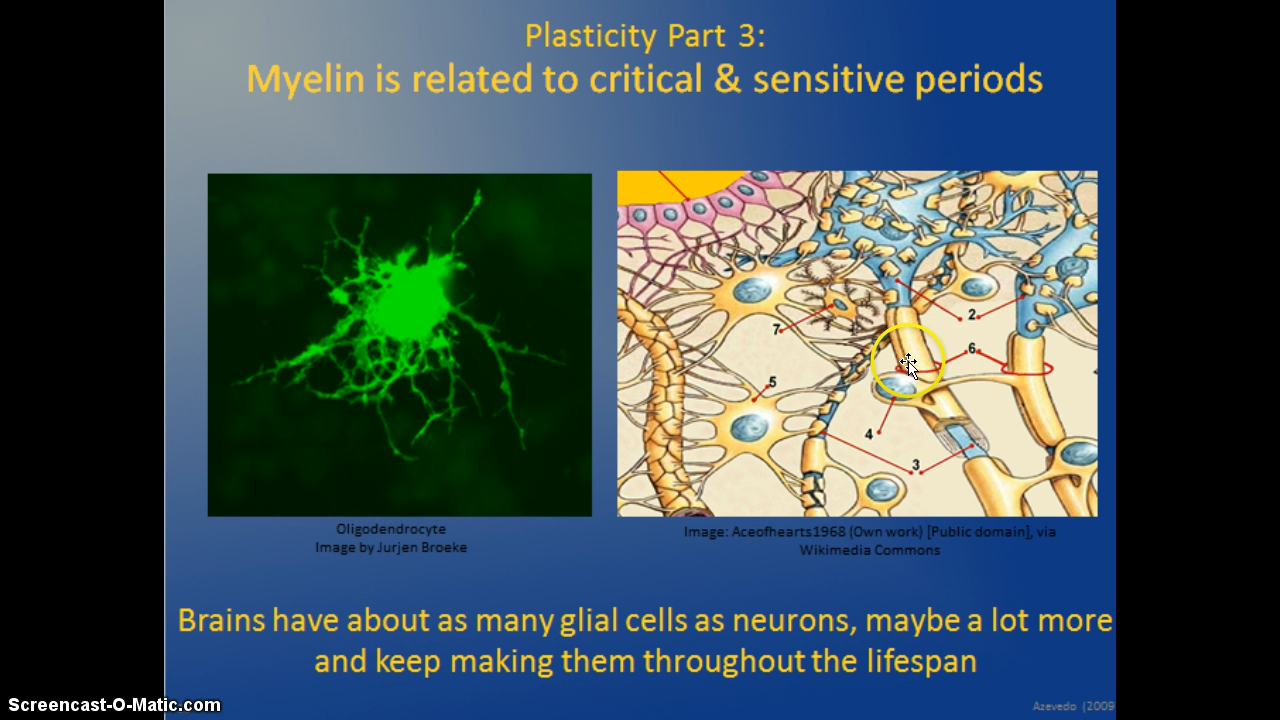 Plasticity Part 3:
Myelin is related to critical & sensitive periods
2
7
6
5
4
3
Oligodendrocyte
Image by Jurjen Broeke
Image: Aceofhearts1968 (Own work) [Public domain], via
Wikimedia Commons
Brains have about as many glial cells as neurons, maybe a lot more
and keep making them throughout the lifespan
Azevedo (2009
Screencast-O-Matic.com